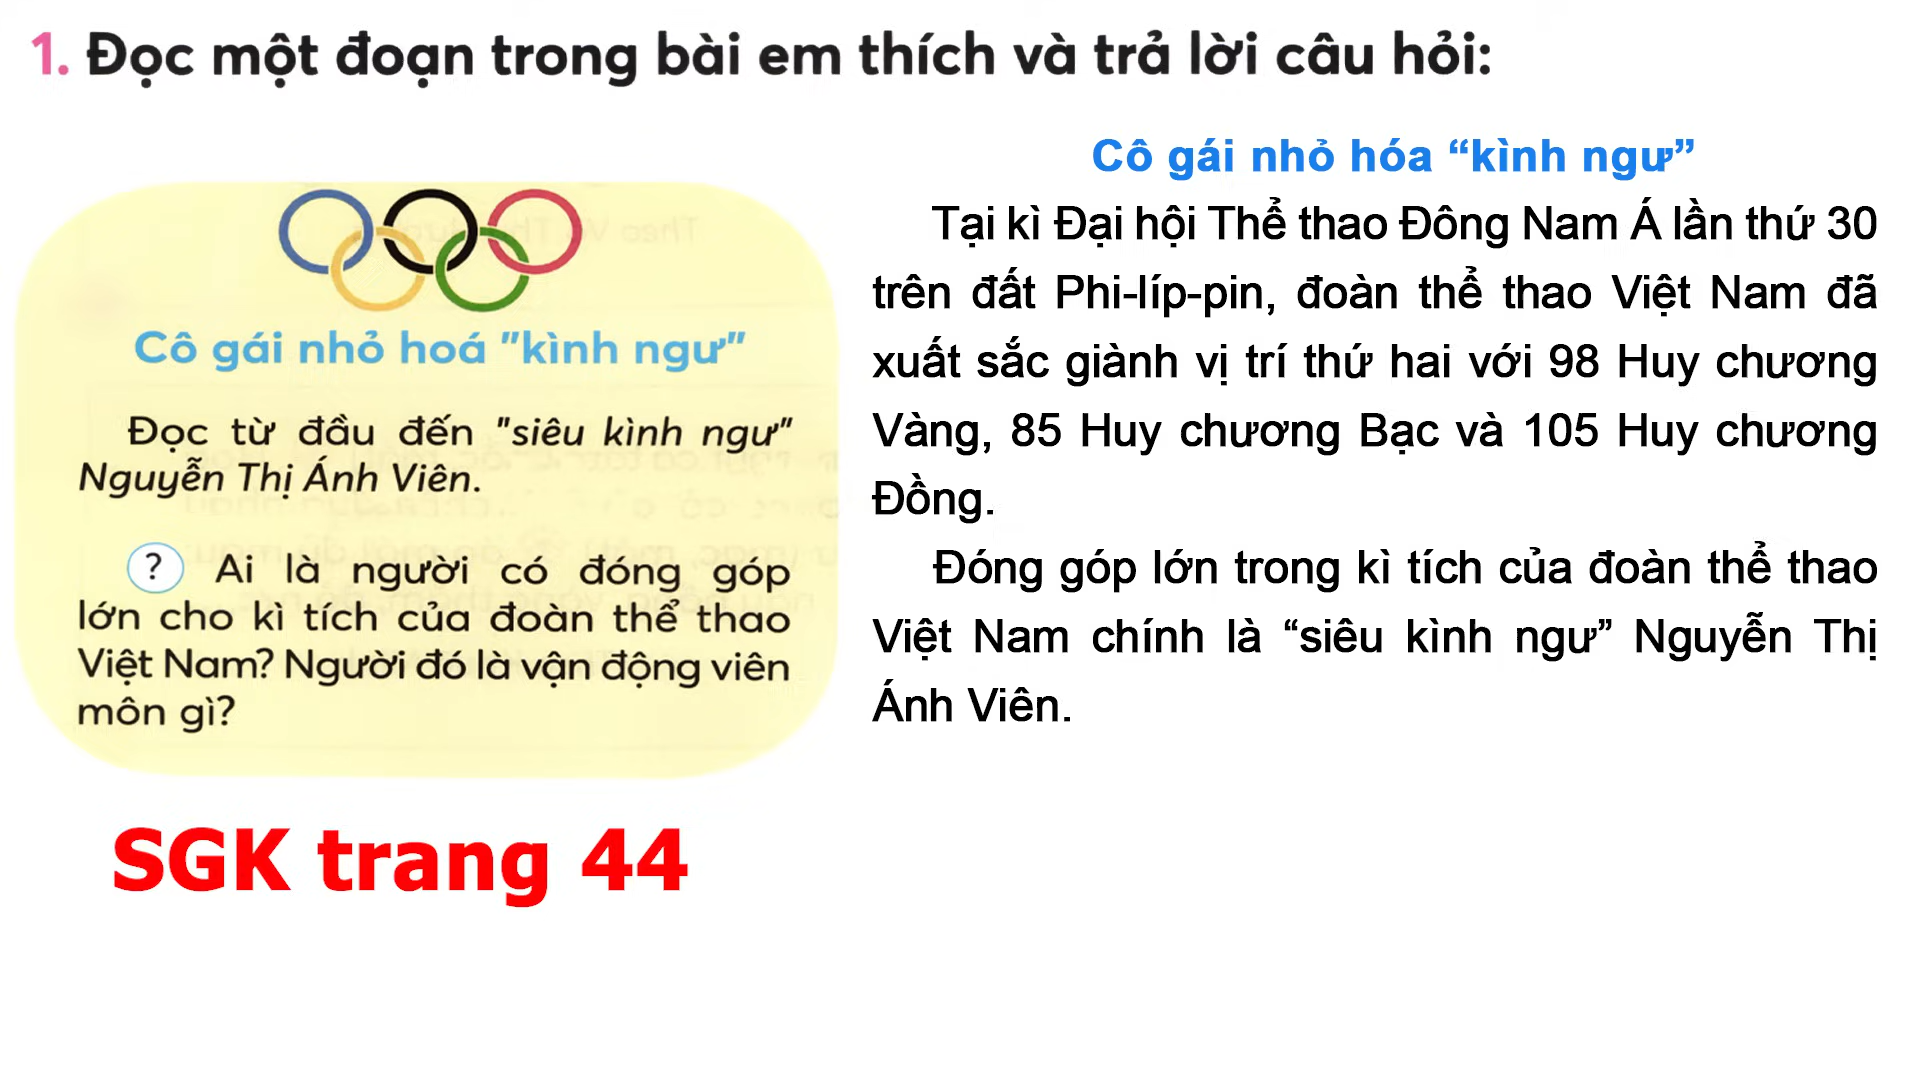 1. Đọc một đoạn trong bài em thích và trả lời câu hỏi:
Cô gái nhỏ hoá "kình ngư"
Đọc từ đầu đến "siêu kình ngư"
Nguyễn Thị Ánh Viên.
? Ai là người có đóng góp
lớn cho kì tích của đoàn thể thao
Việt Nam? Người đó là vận động viên
môn gì?
SGK trang 44
Cô gái nhỏ hóa “kình ngư”
Tại kì Đại hội Thể thao Đông Nam Á lần thứ 30
trên đất Phi-líp-pin, đoàn thể thao Việt Nam đã
xuất sắc giành vị trí thứ hai với 98 Huy chương
Vàng, 85 Huy chương Bạc và 105 Huy chương
Đồng.
Đóng góp lớn trong kì tích của đoàn thể thao
Việt Nam chính là “siêu kình ngư” Nguyễn Thị
Ánh Viên.